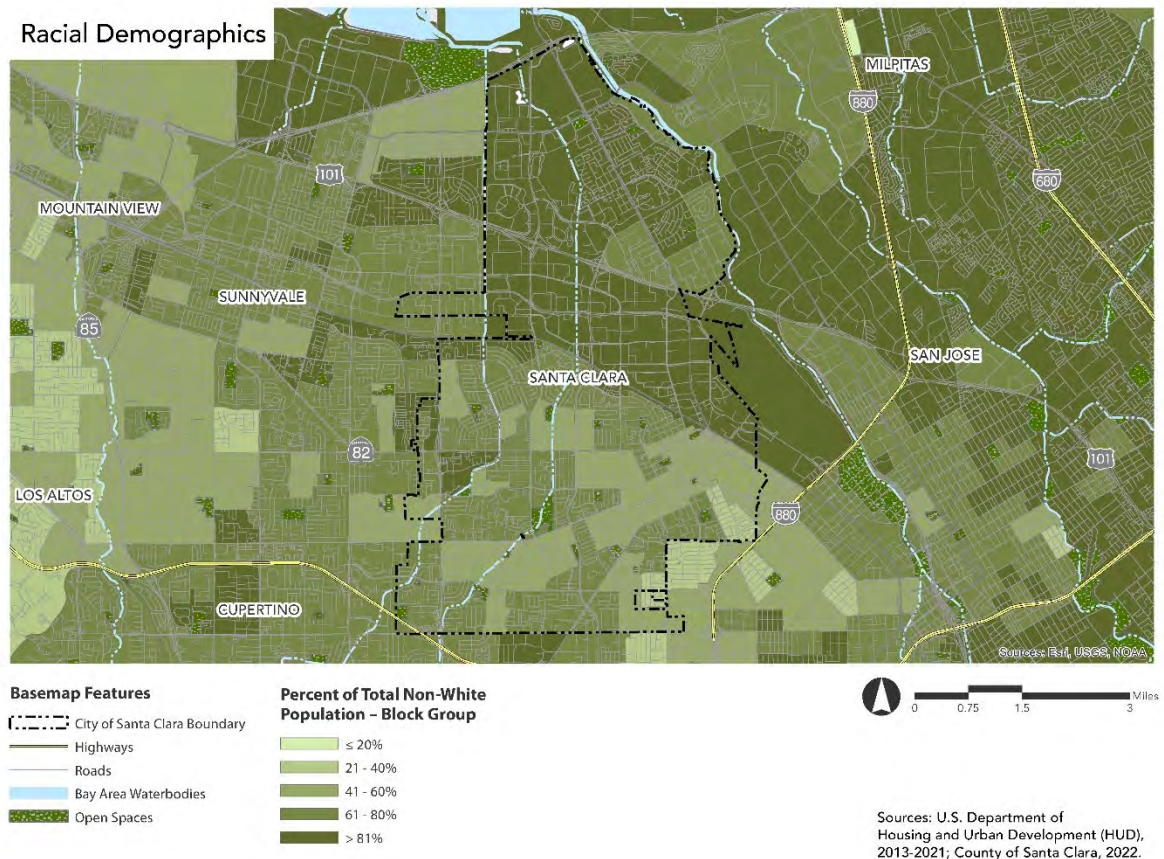 Racial Demographics
MILPITAS
880
680
101
MOUNTAIN VIEW
SUNNYVALE
85
SANTA CLARA
SAN JOSE
82
101
LOS ALTOS
880
CUPERTINO
Sources: Esri, USGS, NOAA
Basemap Features
City of Santa Clara Boundary
Highways
Roads
Bay Area Waterbodies
Open Spaces
Percent of Total Non-White
Population – Block Group
≤ 20%
21 - 40%
41 - 60%
61 - 80%
> 81%
Miles
0 0.75 1.5 3
Sources: U.S. Department of
Housing and Urban Development (HUD),
2013-2021; County of Santa Clara, 2022.